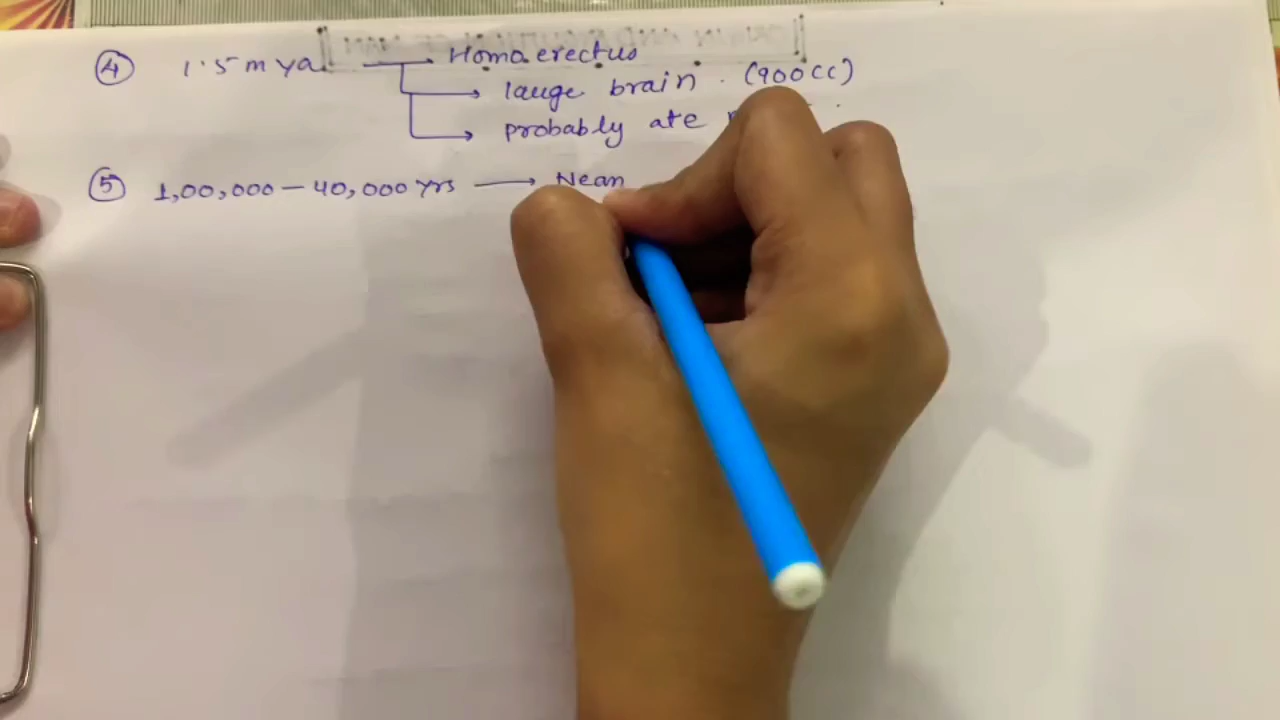 ④ 1.5 mya → Homo erectus
→ lauge brain. (900cc)
→ probably ate
⑤ 1,00,000 – 40,000 yrs → Nean